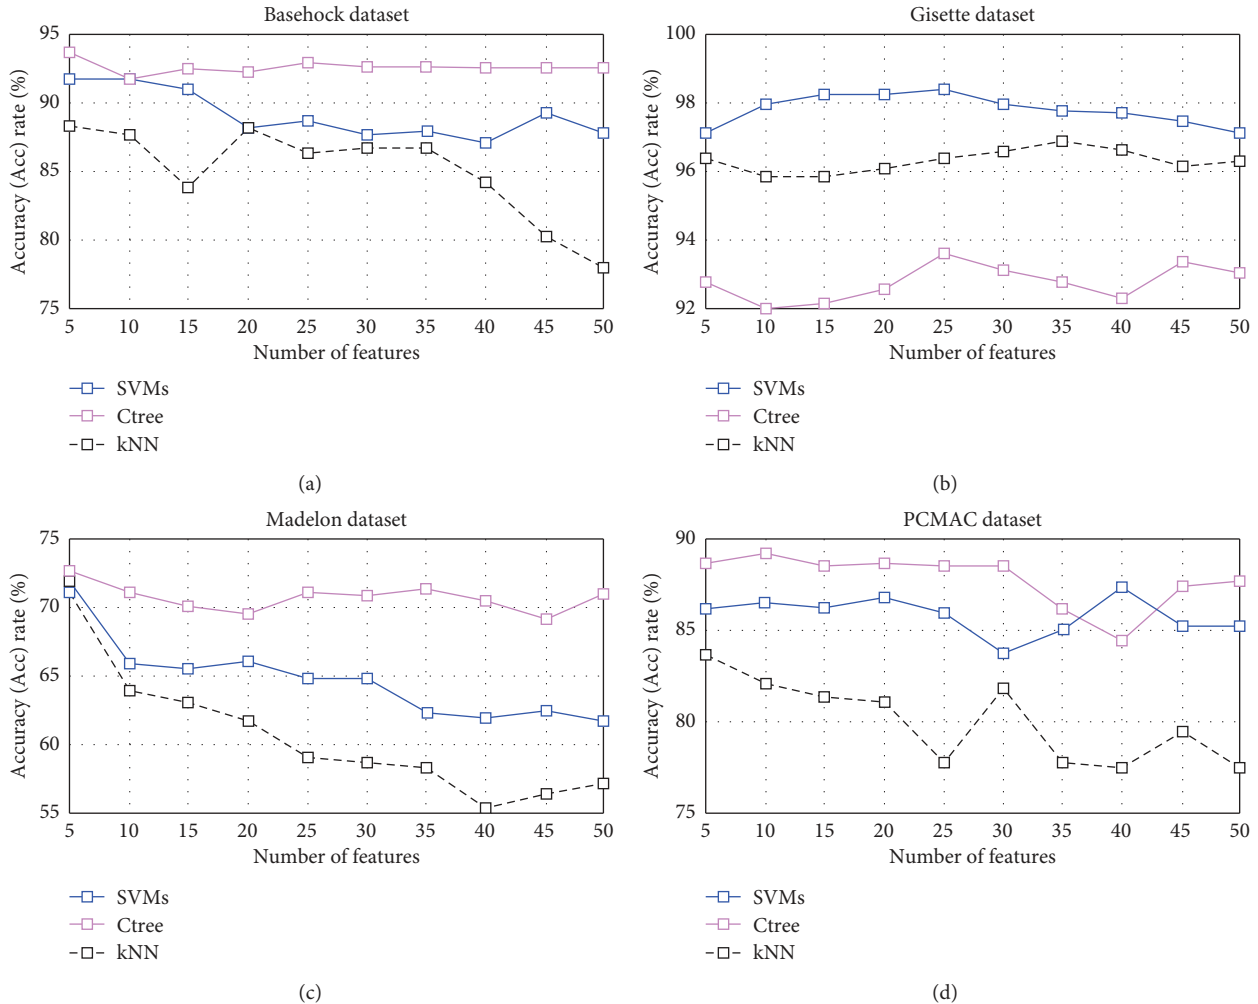 Basehock dataset
Accuracy (Acc) rate (%)
95
90
85
80
75
5 10 15 20 25 30 35 40 45 50
Number of features
SVMs
Ctree
kNN
(a)
Gisette dataset
Accuracy (Acc) rate (%)
100
98
96
94
92
5 10 15 20 25 30 35 40 45 50
Number of features
SVMs
Ctree
kNN
(b)
Madelon dataset
Accuracy (Acc) rate (%)
75
70
65
60
55
5 10 15 20 25 30 35 40 45 50
Number of features
SVMs
Ctree
kNN
(c)
PCMAC dataset
Accuracy (Acc) rate (%)
90
85
80
75
5 10 15 20 25 30 35 40 45 50
Number of features
SVMs
Ctree
kNN
(d)